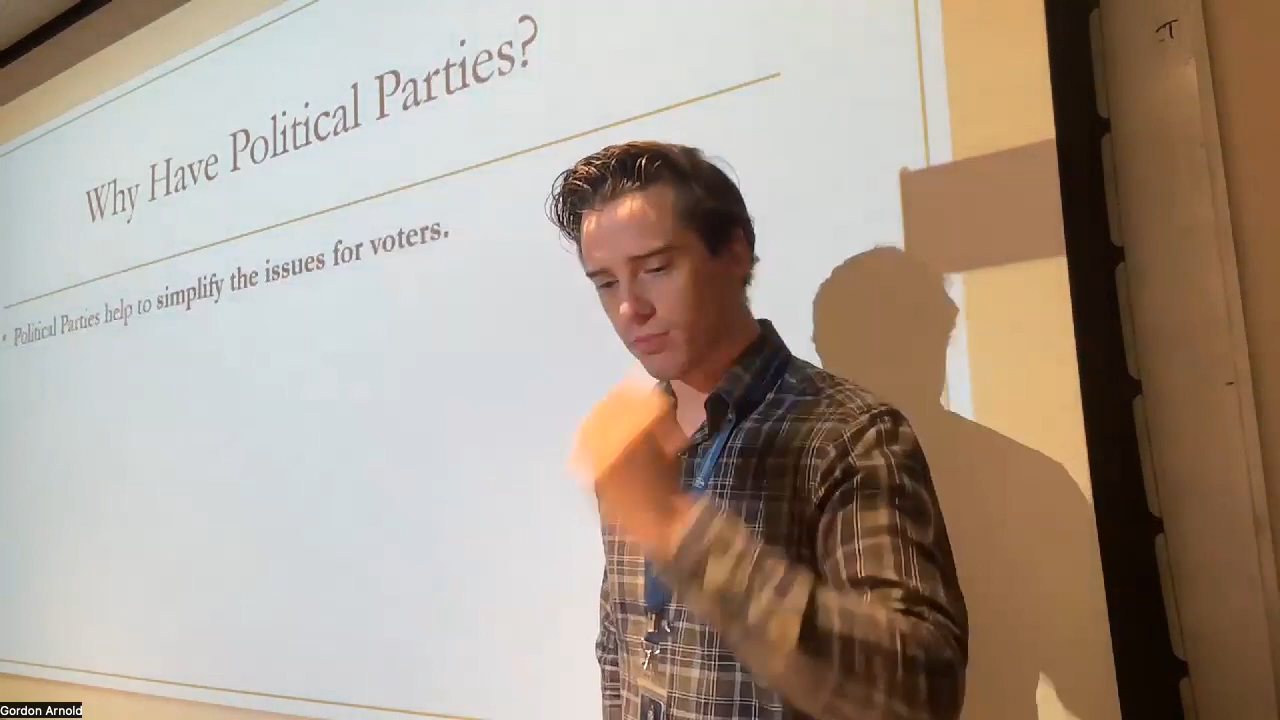 Why Have Political Parties?
• Political Parties help to simplify the issues for voters.
Gordon Arnold